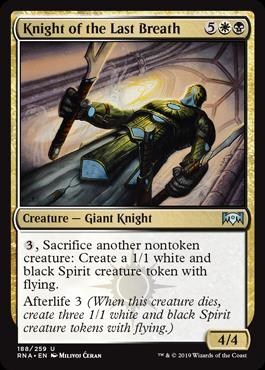 Knight of the Last Breath 5
Creature — Giant Knight
3, Sacrifice another nontoken
creature: Create a 1/1 white and
black Spirit creature token with
flying.
Afterlife 3 (When this creature dies,
create three 1/1 white and black Spirit
creature tokens with flying.)
4/4
188/259 U
RNA • EN Milivoj Ćeran
™ & © 2019 Wizards of the Coast